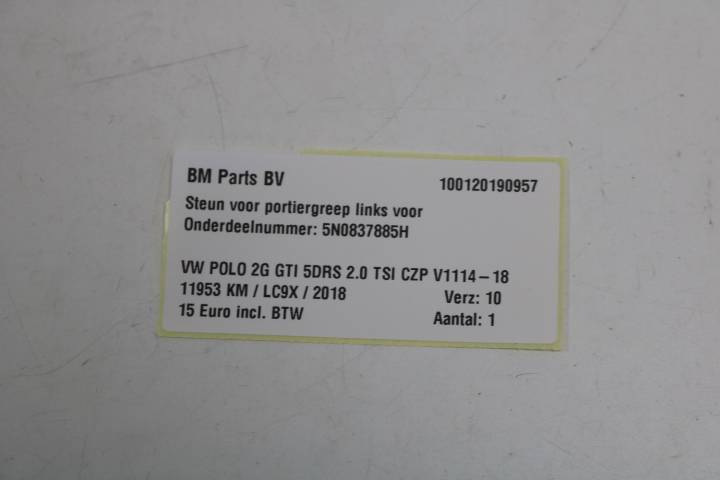 BM Parts BV 100120190957
Steun voor portiergreep links voor
Onderdeelnummer: 5N0837885H
VW POLO 2G GTI 5DRS 2.0 TSI CZP V1114-18
11953 KM / LC9X / 2018 Verz: 10
15 Euro incl. BTW Aantal: 1